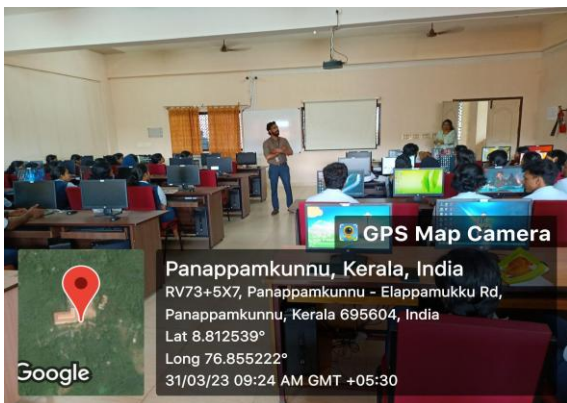 GPS Map Camera
Panappamkunnu, Kerala, India
RV73+5X7, Panappamkunnu - Elappamukku Rd,
Panappamkunnu, Kerala 695604, India
Lat 8.812539°
Long 76.855222°
31/03/23 09:24 AM GMT +05:30
Google